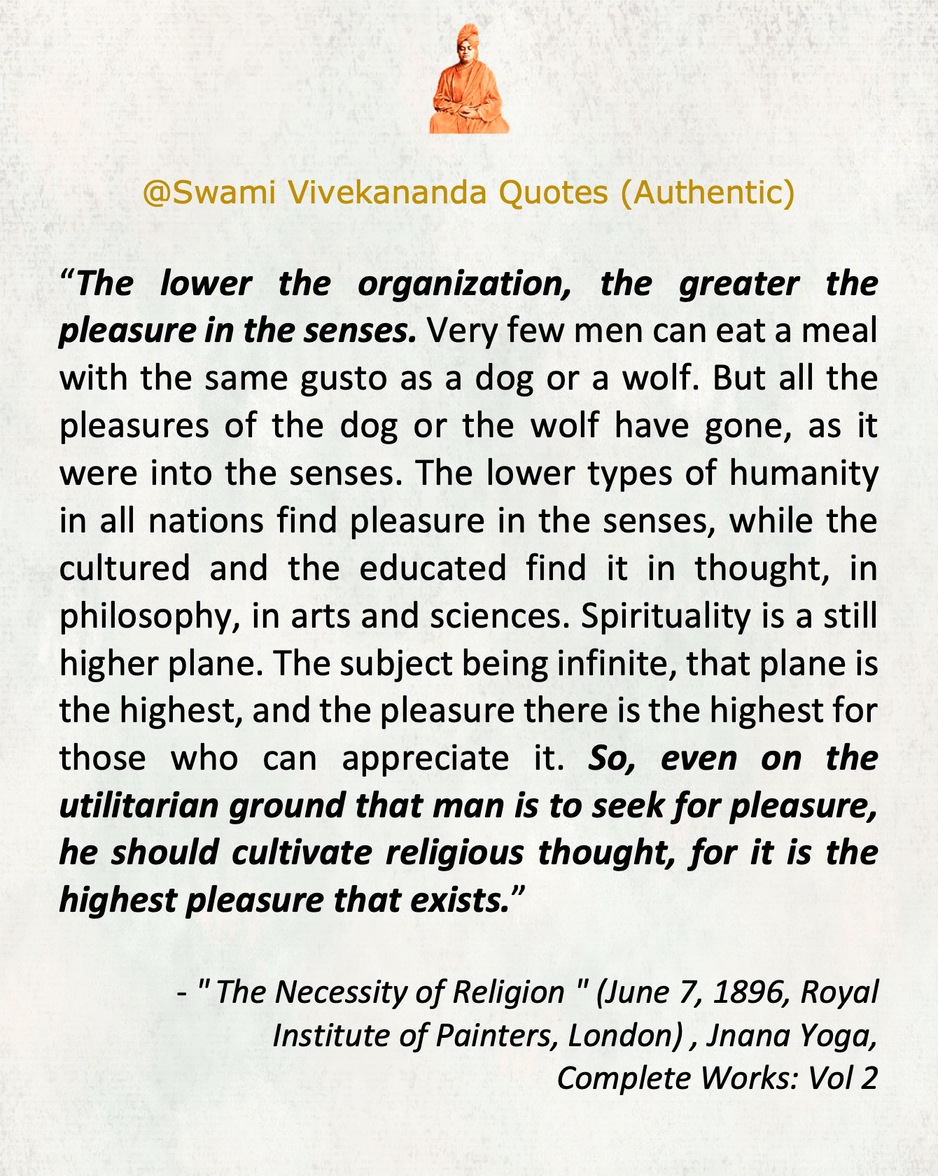 @Swami Vivekananda Quotes (Authentic)
“The lower the organization, the greater the
pleasure in the senses. Very few men can eat a meal
with the same gusto as a dog or a wolf. But all the
pleasures of the dog or the wolf have gone, as it
were into the senses. The lower types of humanity
in all nations find pleasure in the senses, while the
cultured and the educated find it in thought, in
philosophy, in arts and sciences. Spirituality is a still
higher plane. The subject being infinite, that plane is
the highest, and the pleasure there is the highest for
those who can appreciate it. So, even on the
utilitarian ground that man is to seek for pleasure,
he should cultivate religious thought, for it is the
highest pleasure that exists.”
- " The Necessity of Religion " (June 7, 1896, Royal
Institute of Painters, London) , Jnana Yoga,
Complete Works: Vol 2